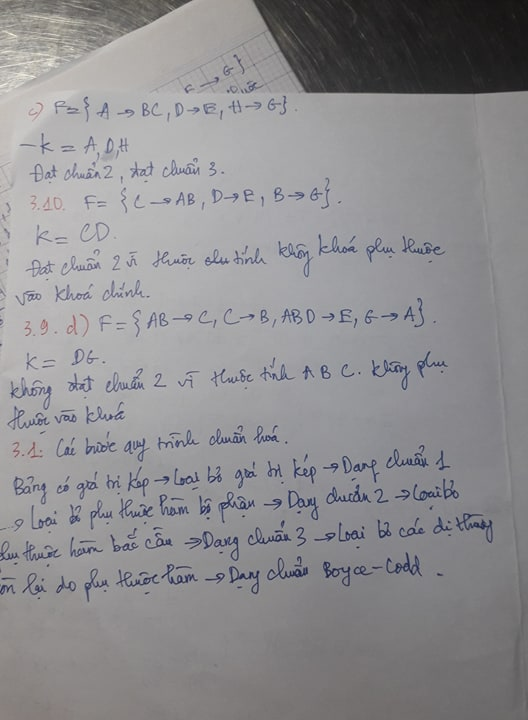 G → G }
c) F = { A → BC, D → E, H → G }.
- K = A, D, H
Đạt chuẩn 2, đạt chuẩn 3.
3.10. F = { C → AB, D → E, B → G }.
K = CD.
Đạt chuẩn 2 vì thuộc tính không khoá phụ thuộc
vào khoá chính.
3.9. d) F = { AB → C, C → B, ABD → E, G → A }.
K = DG.
không đạt chuẩn 2 vì thuộc tính A B C. không phụ
thuộc vào khoá
3.1: Các bước quy trình chuẩn hoá.
Bảng có giá trị kép → Loại bỏ giá trị kép → Dạng chuẩn 1
→ Loại bỏ phụ thuộc hàm bộ phận → Dạng chuẩn 2 → Loại bỏ
phụ thuộc hàm bắc cầu → Dạng chuẩn 3 → Loại bỏ các dị thường
còn lại do phụ thuộc hàm → Dạng chuẩn Boyce-Codd.